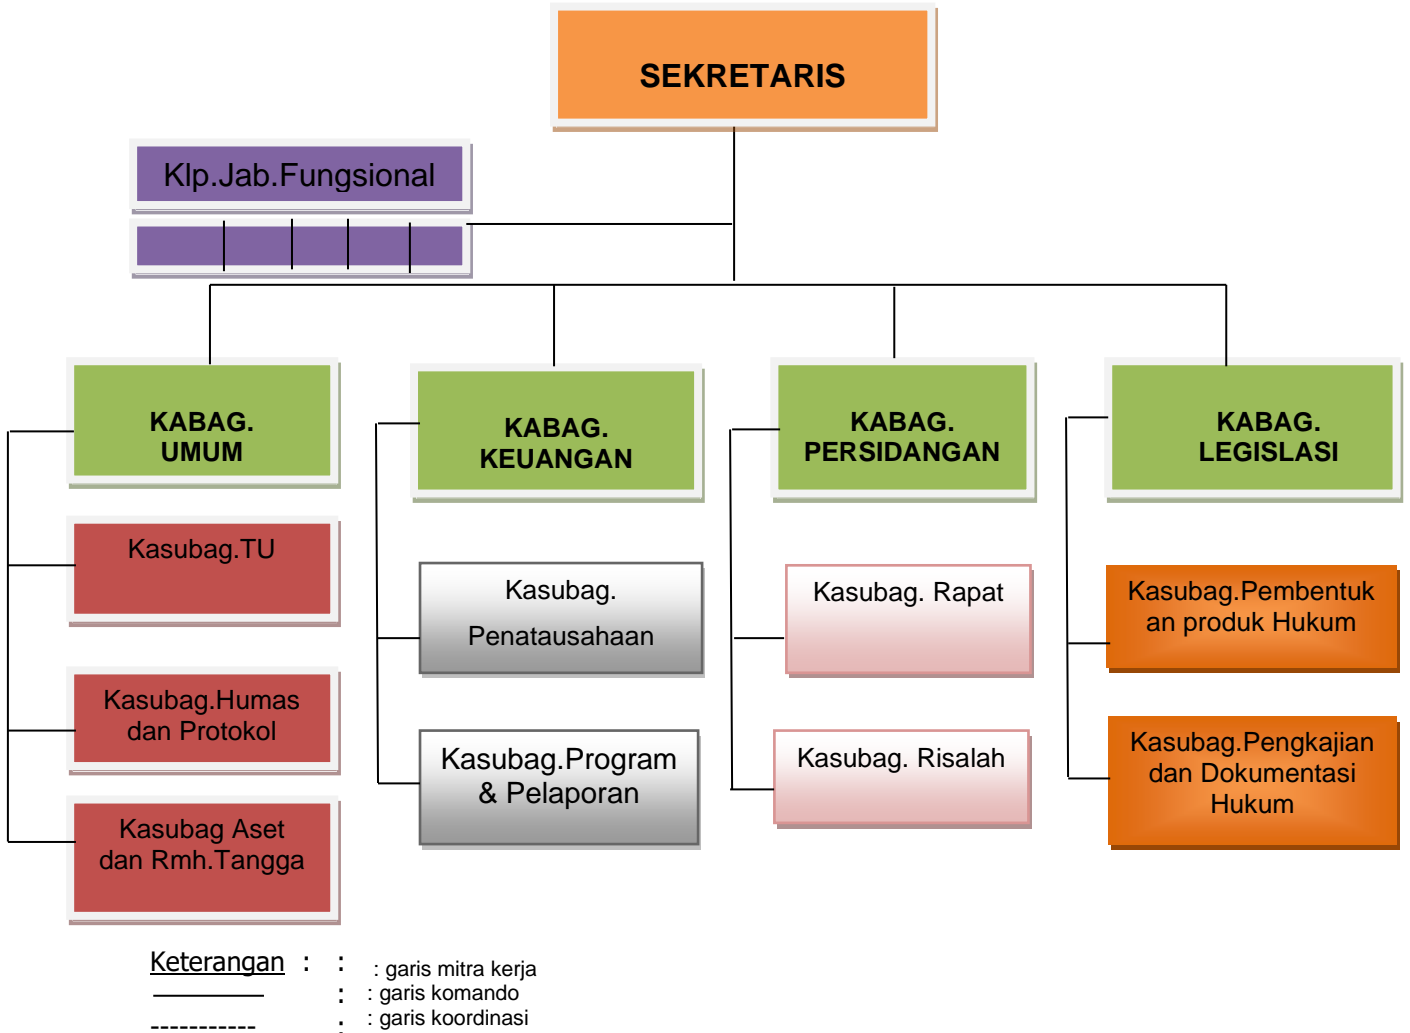 SEKRETARIS
Klp.Jab.Fungsional
KABAG.
UMUM
KABAG.
KEUANGAN
KABAG.
PERSIDANGAN
KABAG.
LEGISLASI
Kasubag.TU
Kasubag.
Penatausahaan
Kasubag. Rapat
Kasubag.Pembentuk
an produk Hukum
Kasubag.Humas
dan Protokol
Kasubag.Program
& Pelaporan
Kasubag. Risalah
Kasubag.Pengkajian
dan Dokumentasi
Hukum
Kasubag Aset
dan Rmh.Tangga
Keterangan : : : garis mitra kerja
: : garis komando
----------- : : garis koordinasi